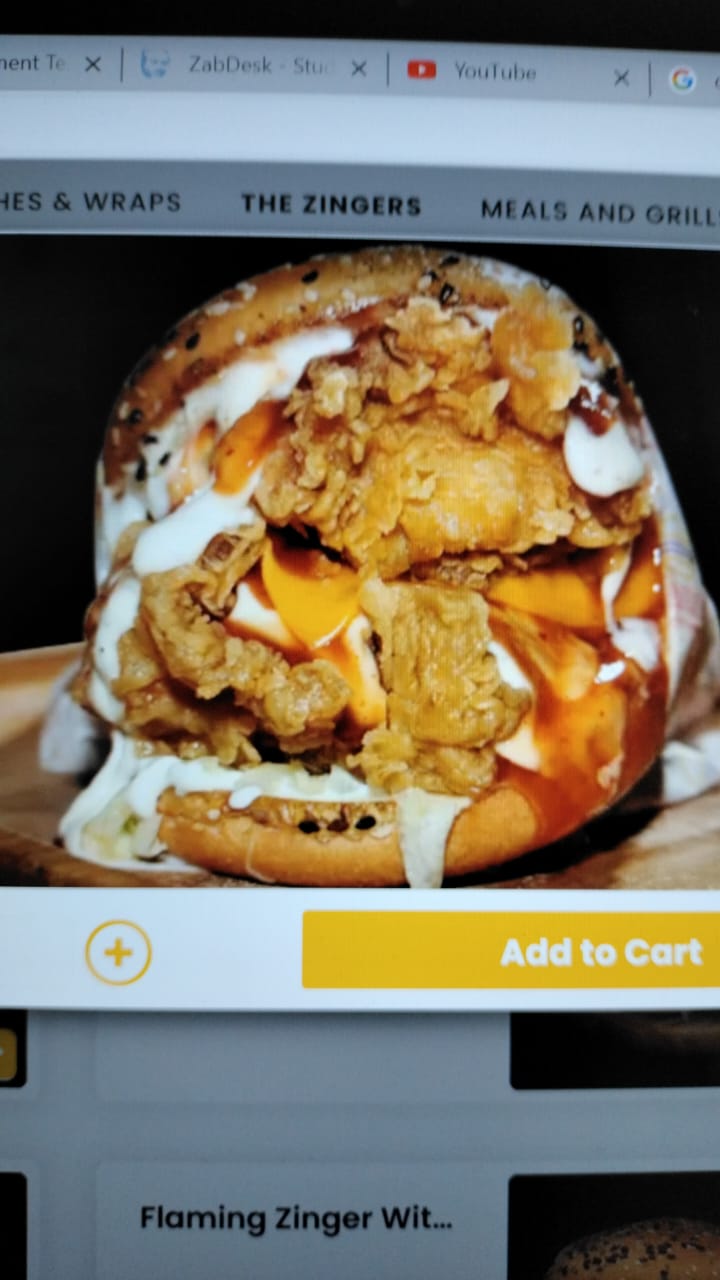 nent Te
ZabDesk - Stud
YouTube
HES & WRAPS
THE ZINGERS
MEALS AND GRILL
Add to Cart
Flaming Zinger Wit...